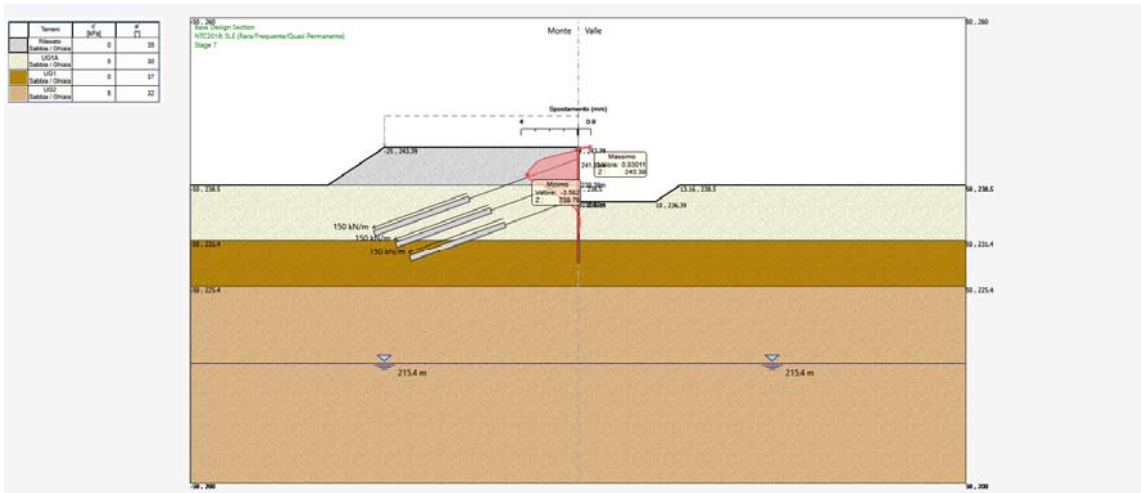 Terreni c' [kPa] ø' [°]
Rilevato Sabbia / Ghiaia 0 35
UG1A Sabbia / Ghiaia 5 30
UG1 Sabbia / Ghiaia 0 37
UG2 Sabbia / Ghiaia 5 32
-50 , 260
50 , 260
Base Design Section
NTC2018: SLE (Rara/Frequente/Quasi Permanente)
Stage 7
Monte
Valle
Spostamento (mm)
0.9
-25 , 243.39
Massimo
Valore: 0.03011
Z : 243.30
Minimo
Valore: -3.582
Z :
-50 , 238.5
13.16 , 238.5
50 , 238.5
10 , 236.39
150 kN/m
150 kN/m
150 kN/m
-50 , 231.4
50 , 231.4
-50 , 225.4
50 , 225.4
215.4 m
215.4 m
-50 , 200
50 , 200